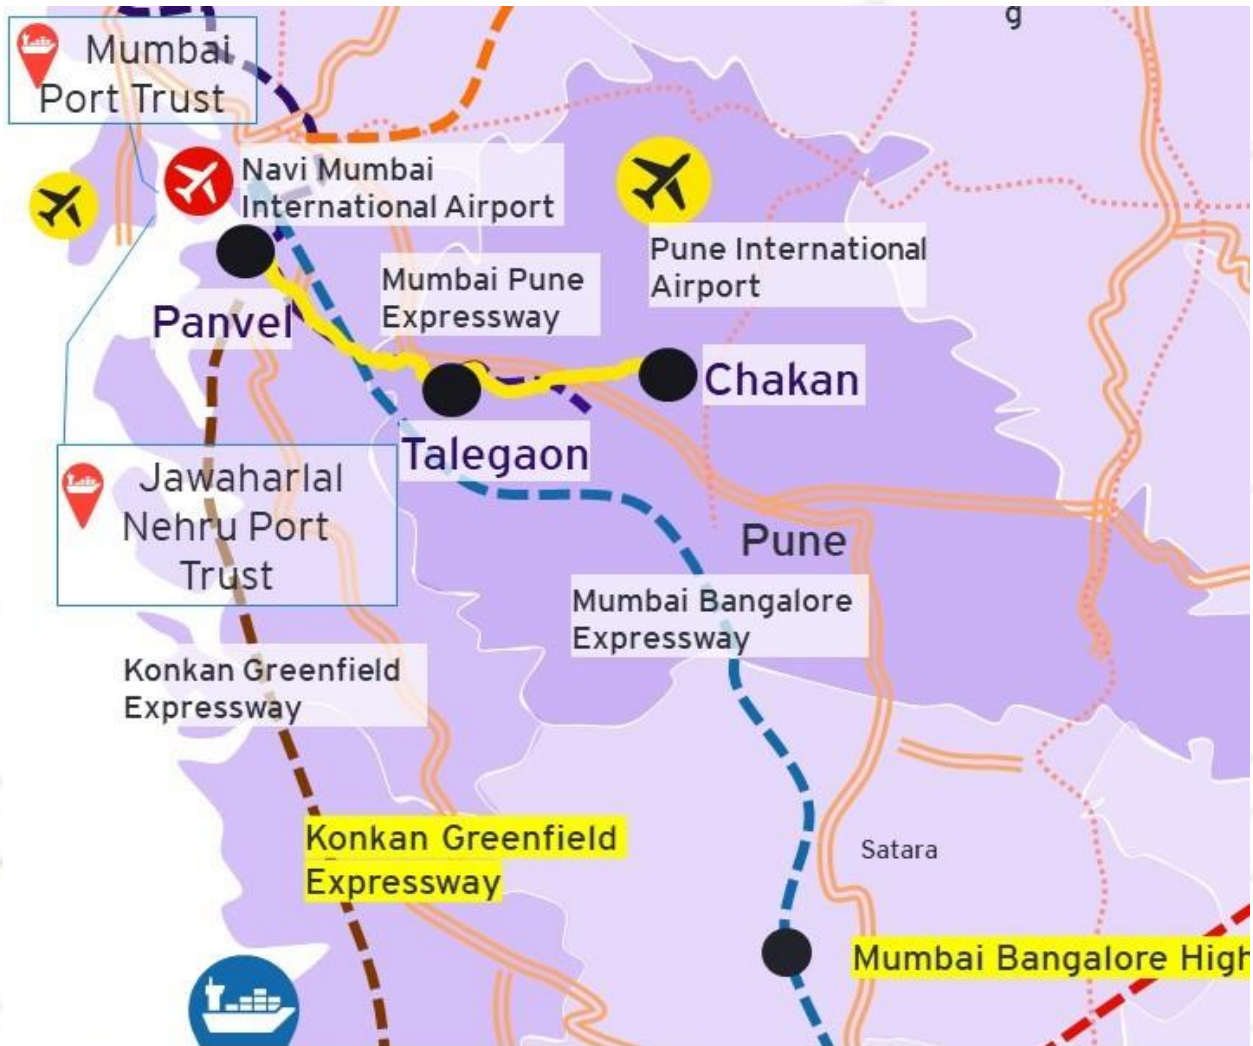 g
Mumbai
Port Trust
Navi Mumbai
International Airport
Pune International
Airport
Mumbai Pune
Expressway
Panvel
Chakan
Talegaon
Jawaharlal
Nehru Port
Trust
Pune
Mumbai Bangalore
Expressway
Konkan Greenfield
Expressway
Konkan Greenfield
Expressway
Satara
Mumbai Bangalore High